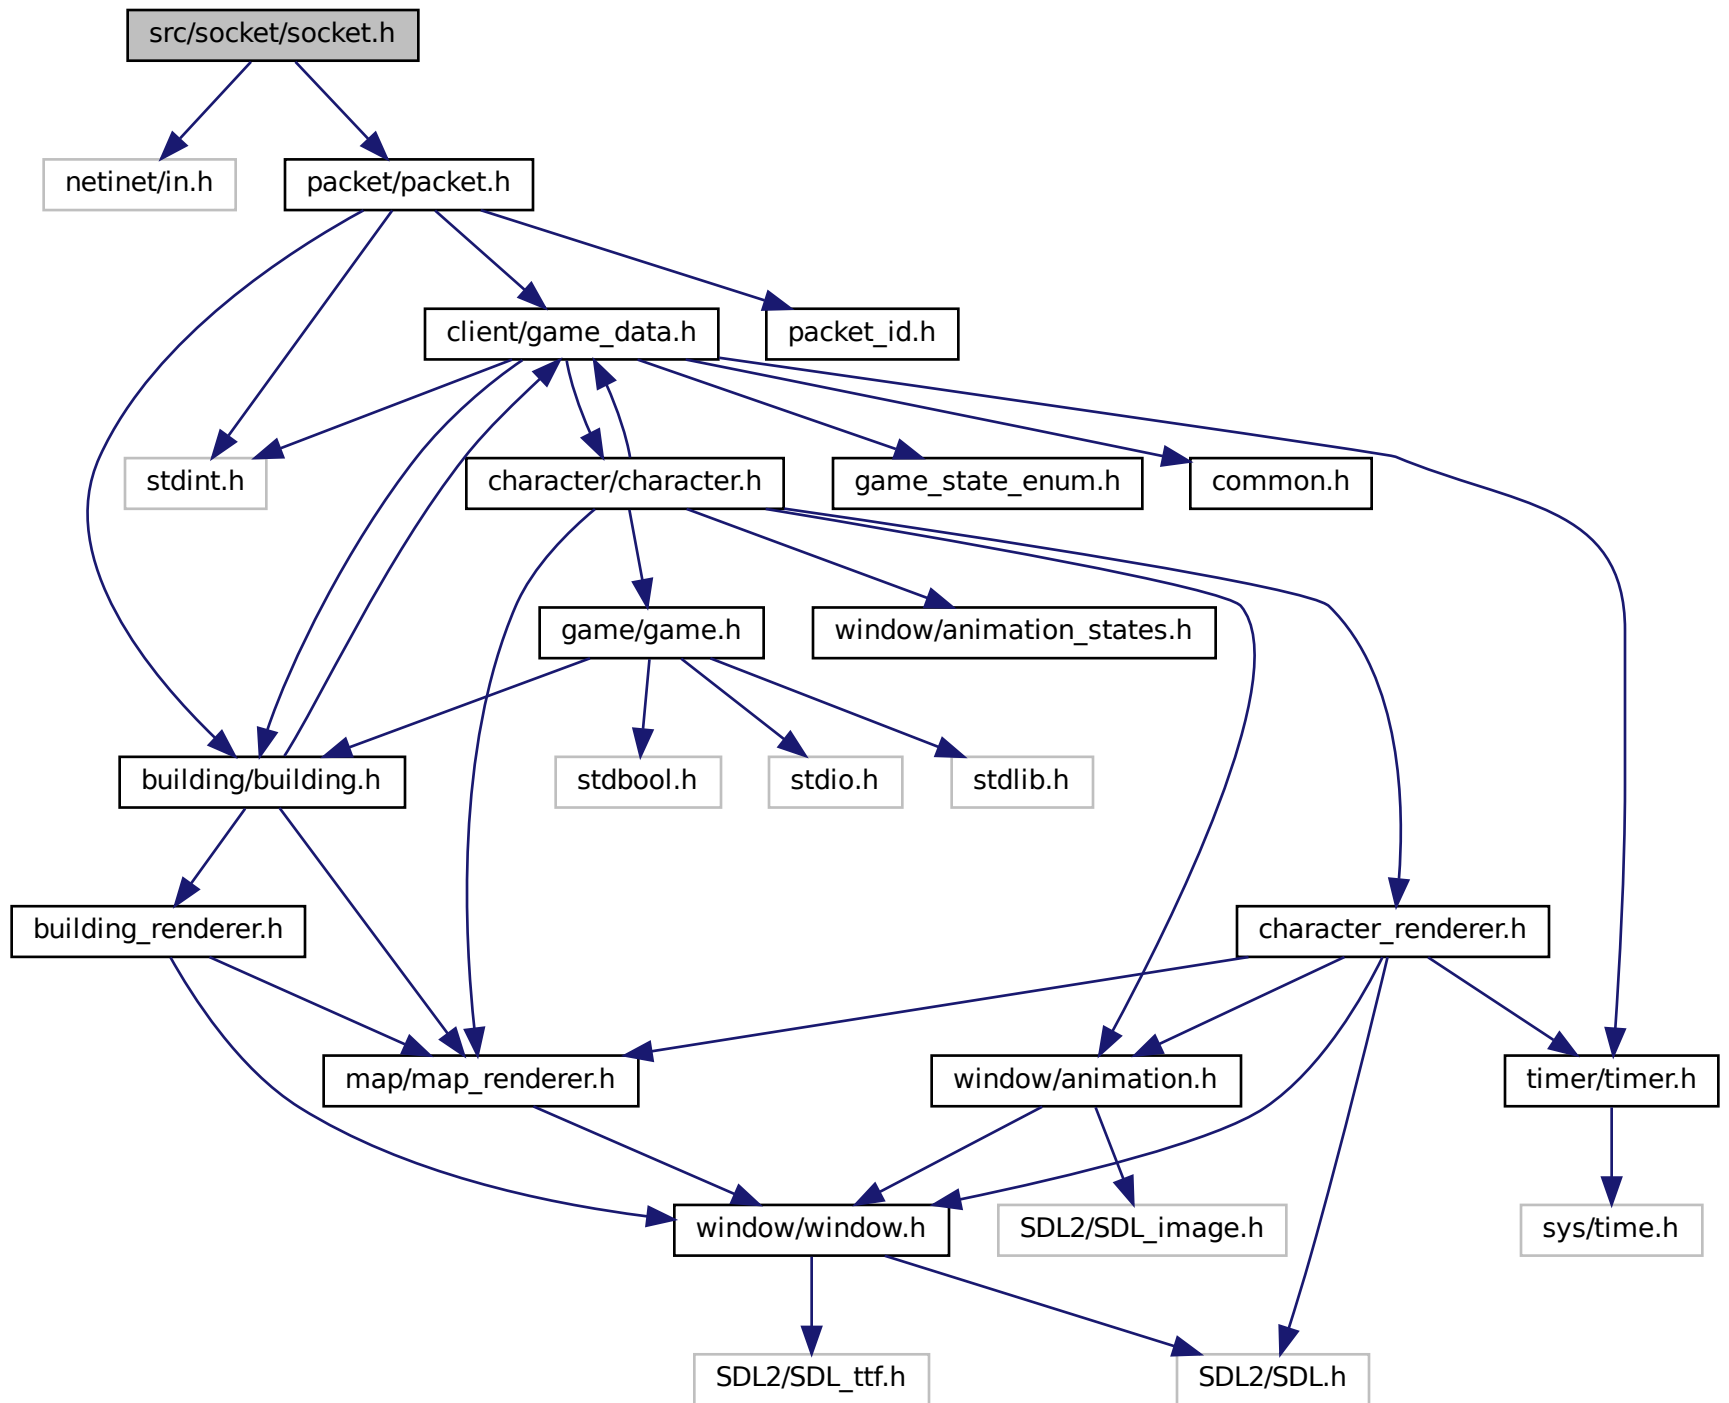 src/socket/socket.h
netinet/in.h
packet/packet.h
client/game_data.h
packet_id.h
stdint.h
character/character.h
game_state_enum.h
common.h
game/game.h
window/animation_states.h
building/building.h
stdbool.h
stdio.h
stdlib.h
building_renderer.h
character_renderer.h
map/map_renderer.h
window/animation.h
timer/timer.h
window/window.h
SDL2/SDL_image.h
sys/time.h
SDL2/SDL_ttf.h
SDL2/SDL.h